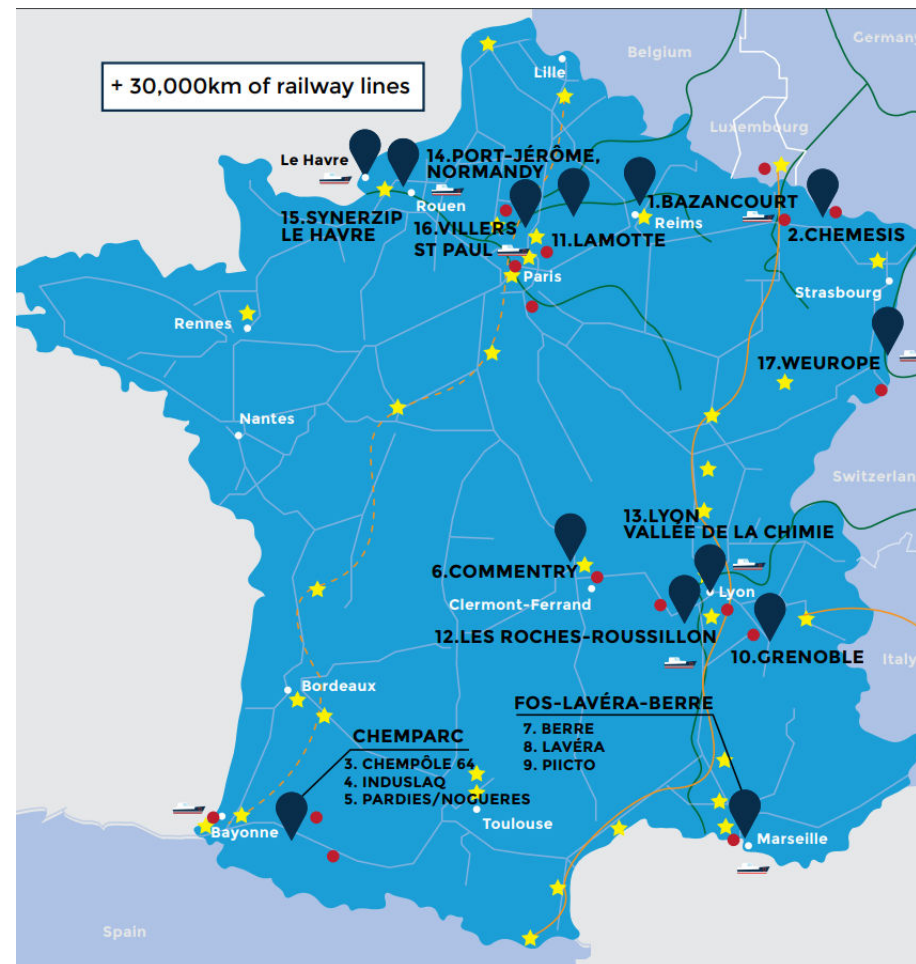 Belgium
Germany
Lille
+ 30,000km of railway lines
Luxembourg
Le Havre
14.PORT-JÉRÔME,
NORMANDY
Rouen
15.SYNERZIP
LE HAVRE
16.VILLERS
ST PAUL
11.LAMOTTE
1.BAZANCOURT
Reims
2.CHEMESIS
Paris
Strasbourg
Rennes
17.WEUROPE
Nantes
Switzerlan
13.LYON
VALLÉE DE LA CHIMIE
6.COMMENTRY
Clermont-Ferrand
Lyon
12.LES ROCHES-ROUSSILLON
10.GRENOBLE
Italy
Bordeaux
FOS-LAVÉRA-BERRE
7. BERRE
8. LAVÉRA
9. PIICTO
CHEMPARC
3. CHEMPÔLE 64
4. INDUSLAQ
5. PARDIES/NOGUERES
Toulouse
Bayonne
Marseille
Spain